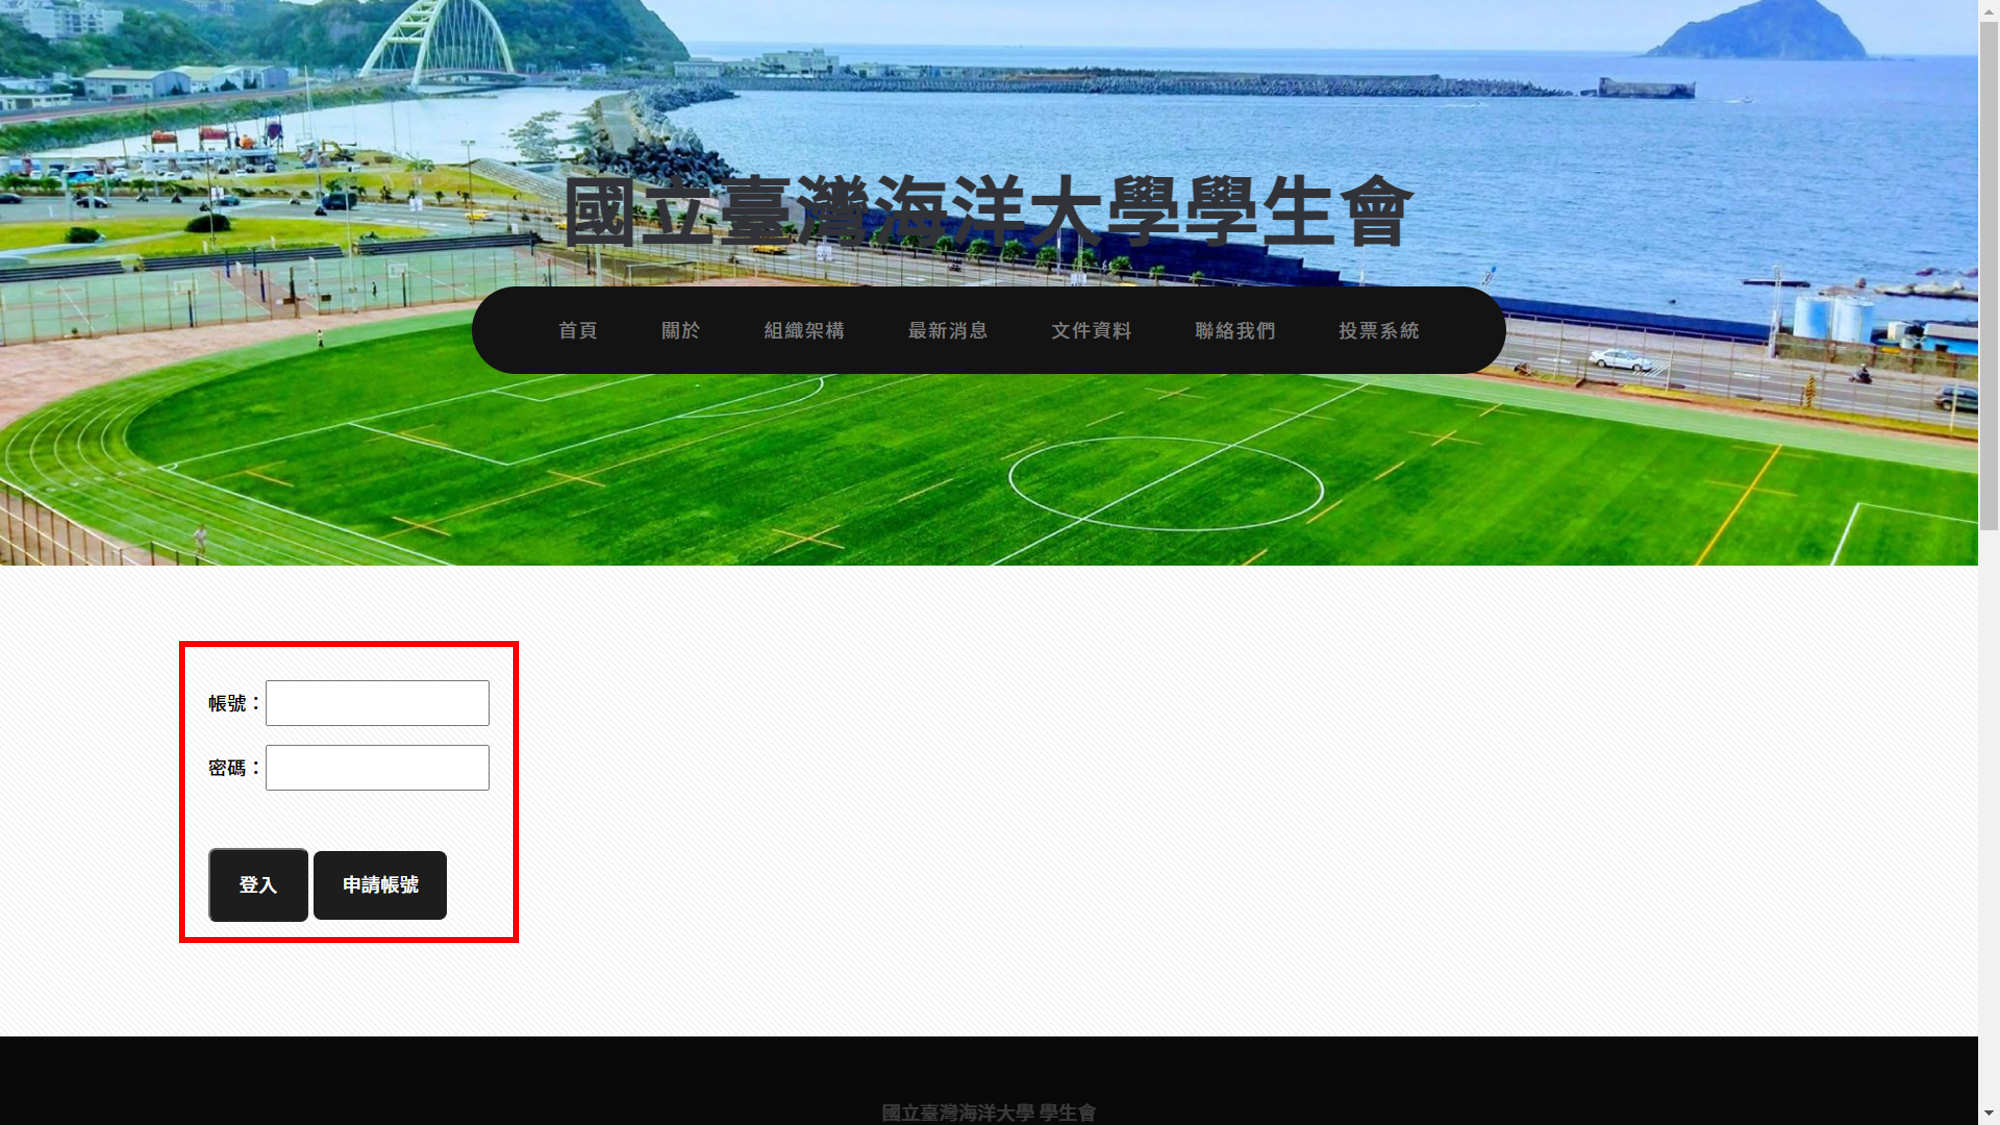 國立臺灣海洋大學學生會
首頁 關於 組織架構 最新消息 文件資料 聯絡我們 投票系統
帳號：
密碼：
登入 申請帳號
國立臺灣海洋大學 學生會